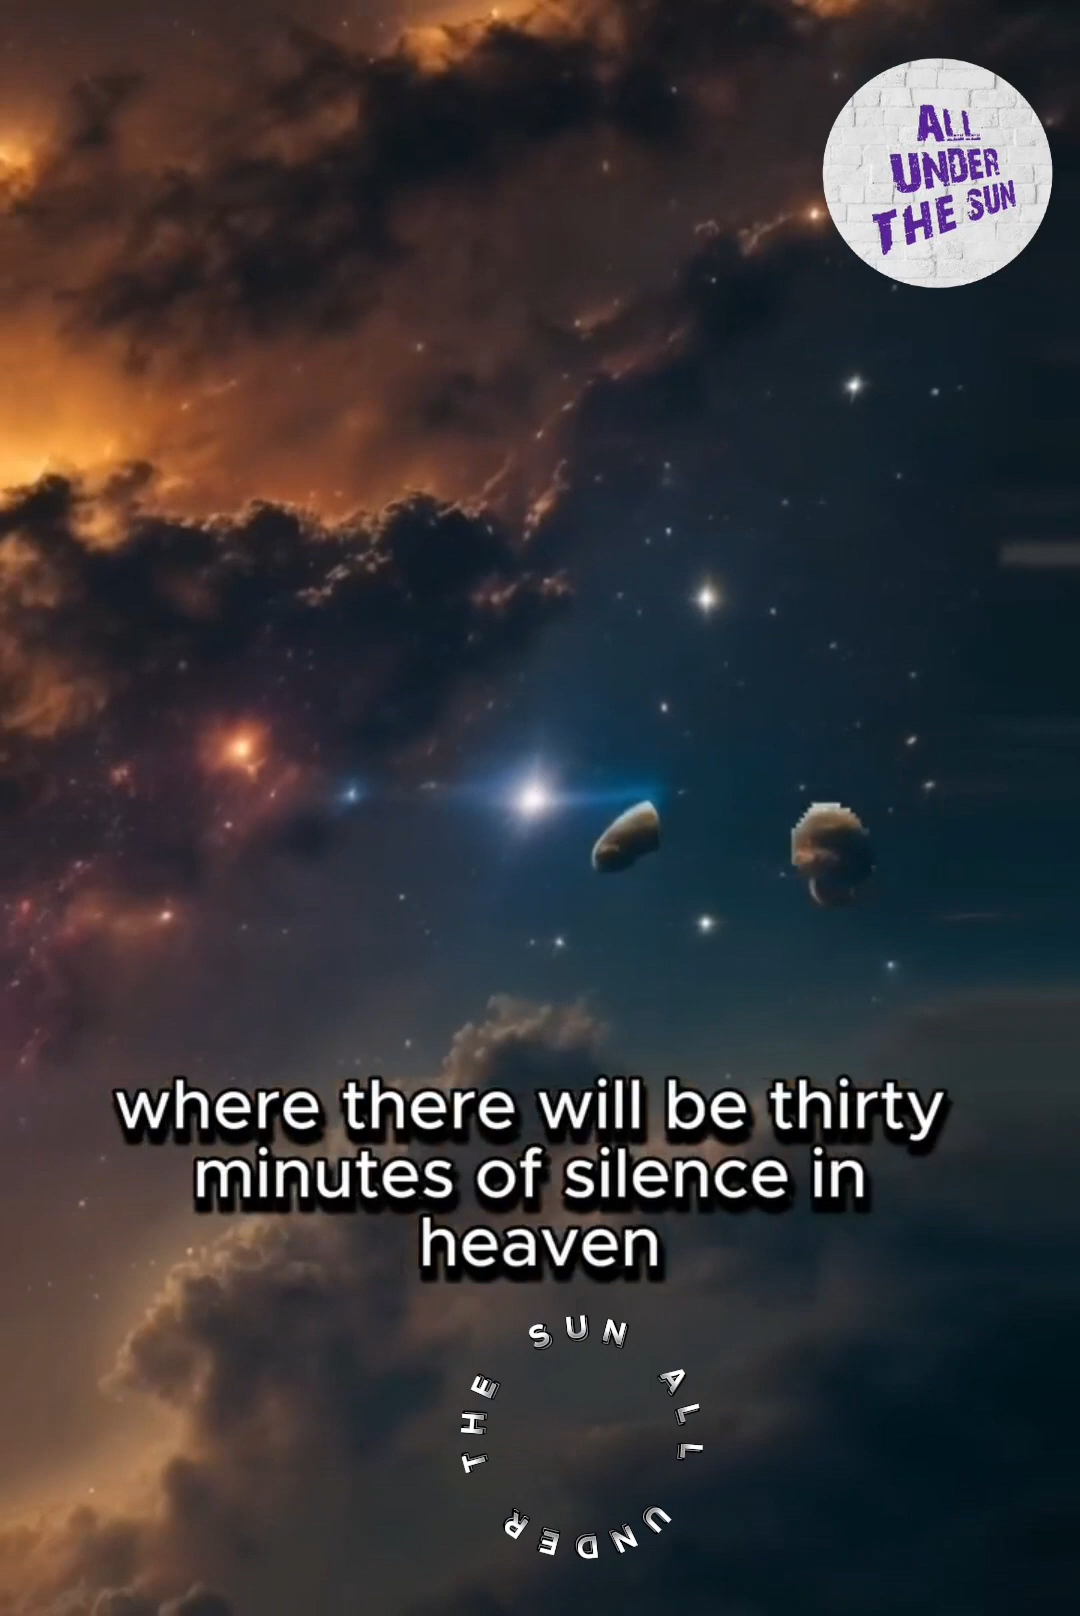 ALL
UNDER
THE SUN
where there will be thirty
minutes of silence in
heaven
ALL UNDER THE SUN